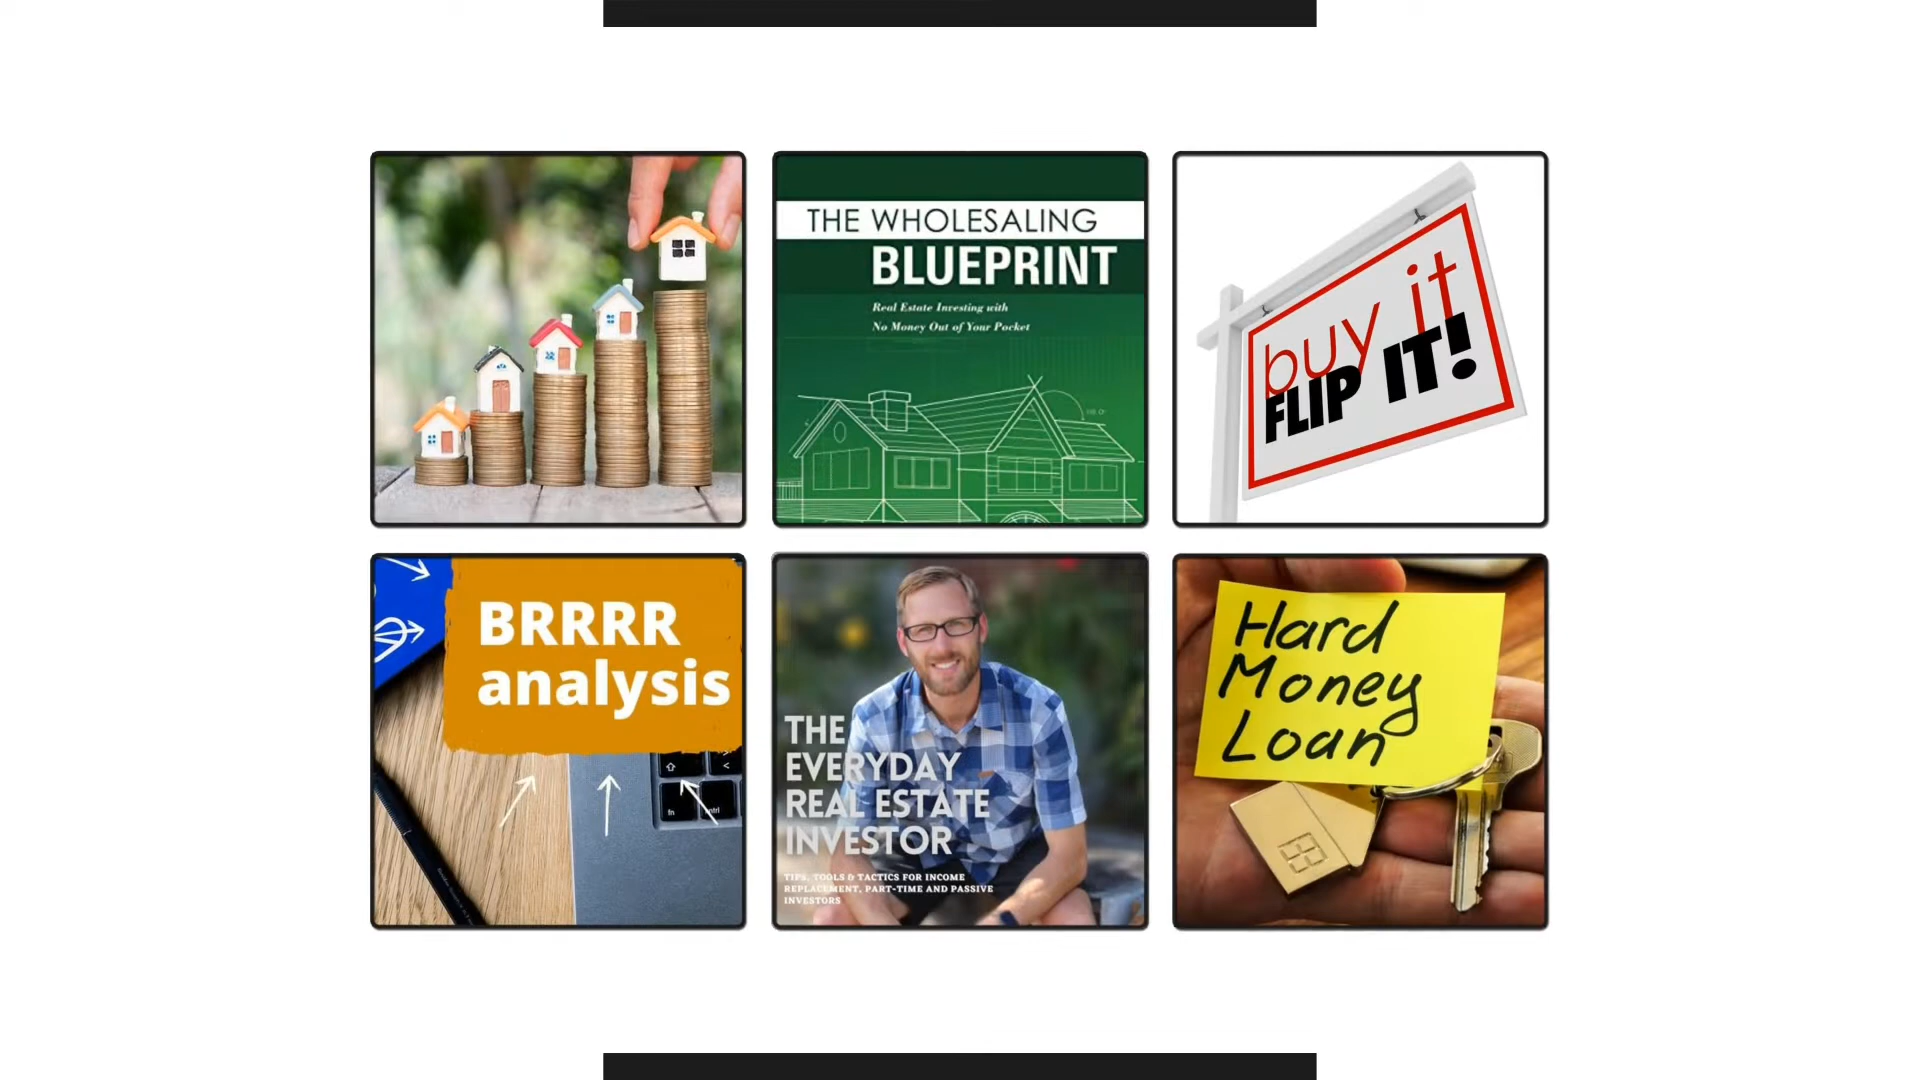 THE WHOLESALING
BLUEPRINT
Real Estate Investing with
No Money Out of Your Pocket
buy it
FLIP IT!
BRRRR
analysis
fn
THE
EVERYDAY
REAL ESTATE
INVESTOR
TIPS, TOOLS & TACTICS FOR INCOME
REPLACEMENT, PART-TIME AND PASSIVE
INVESTORS
Hard
Money
Loan